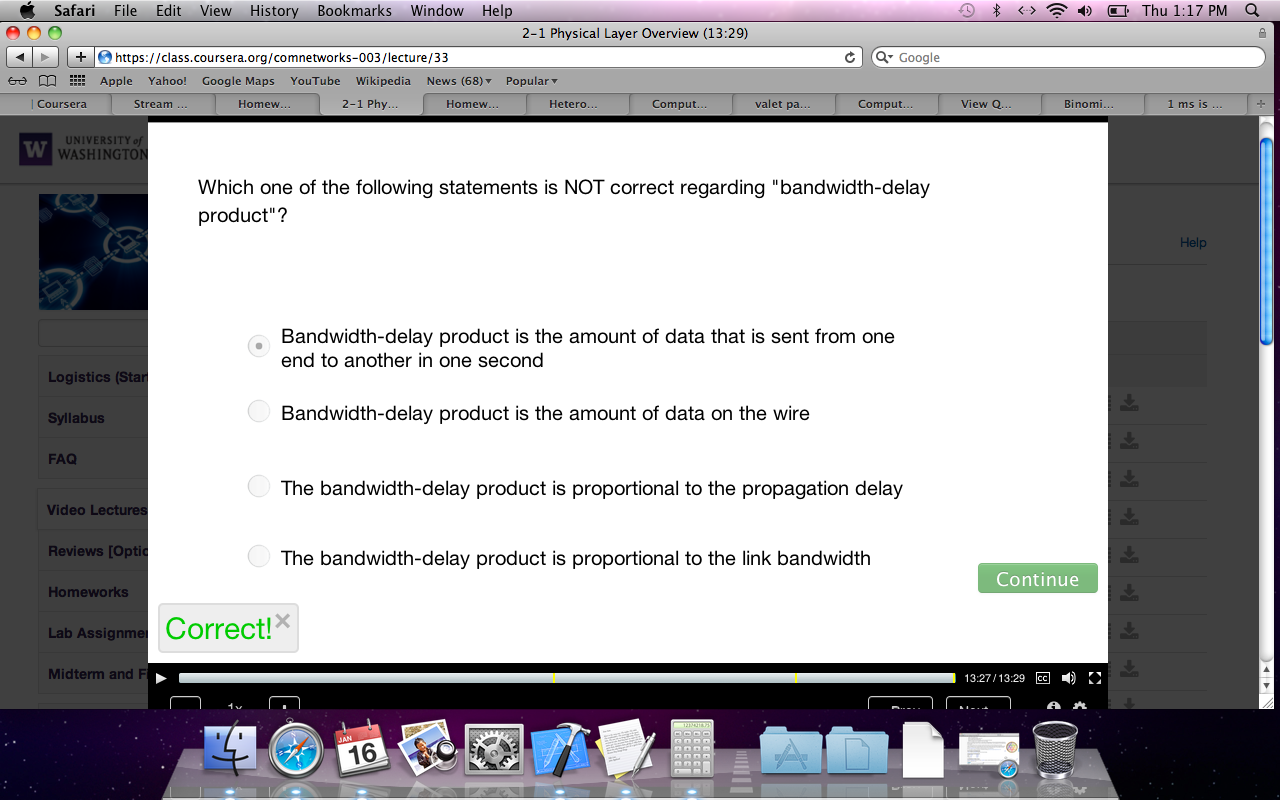 Safari File Edit View History Bookmarks Window Help Thu 1:17 PM
2-1 Physical Layer Overview (13:29)
https://class.coursera.org/comnetworks-003/lecture/33 Google
Apple Yahoo! Google Maps YouTube Wikipedia News (68) Popular
Coursera Stream ... Homew... 2-1 Phy... Homew... Hetero... Comput... valet pa... Comput... View Q... Binomi... 1 ms is ...
W UNIVERSITY of
WASHINGTON
Which one of the following statements is NOT correct regarding "bandwidth-delay
product"?
Help
Bandwidth-delay product is the amount of data that is sent from one
end to another in one second
Bandwidth-delay product is the amount of data on the wire
The bandwidth-delay product is proportional to the propagation delay
The bandwidth-delay product is proportional to the link bandwidth
Continue
Correct!
Logistics (Star
Syllabus
FAQ
Video Lectures
Reviews [Optio
Homeworks
Lab Assignme
Midterm and F
13:27 / 13:29 CC
1x Prev Next
JAN
16